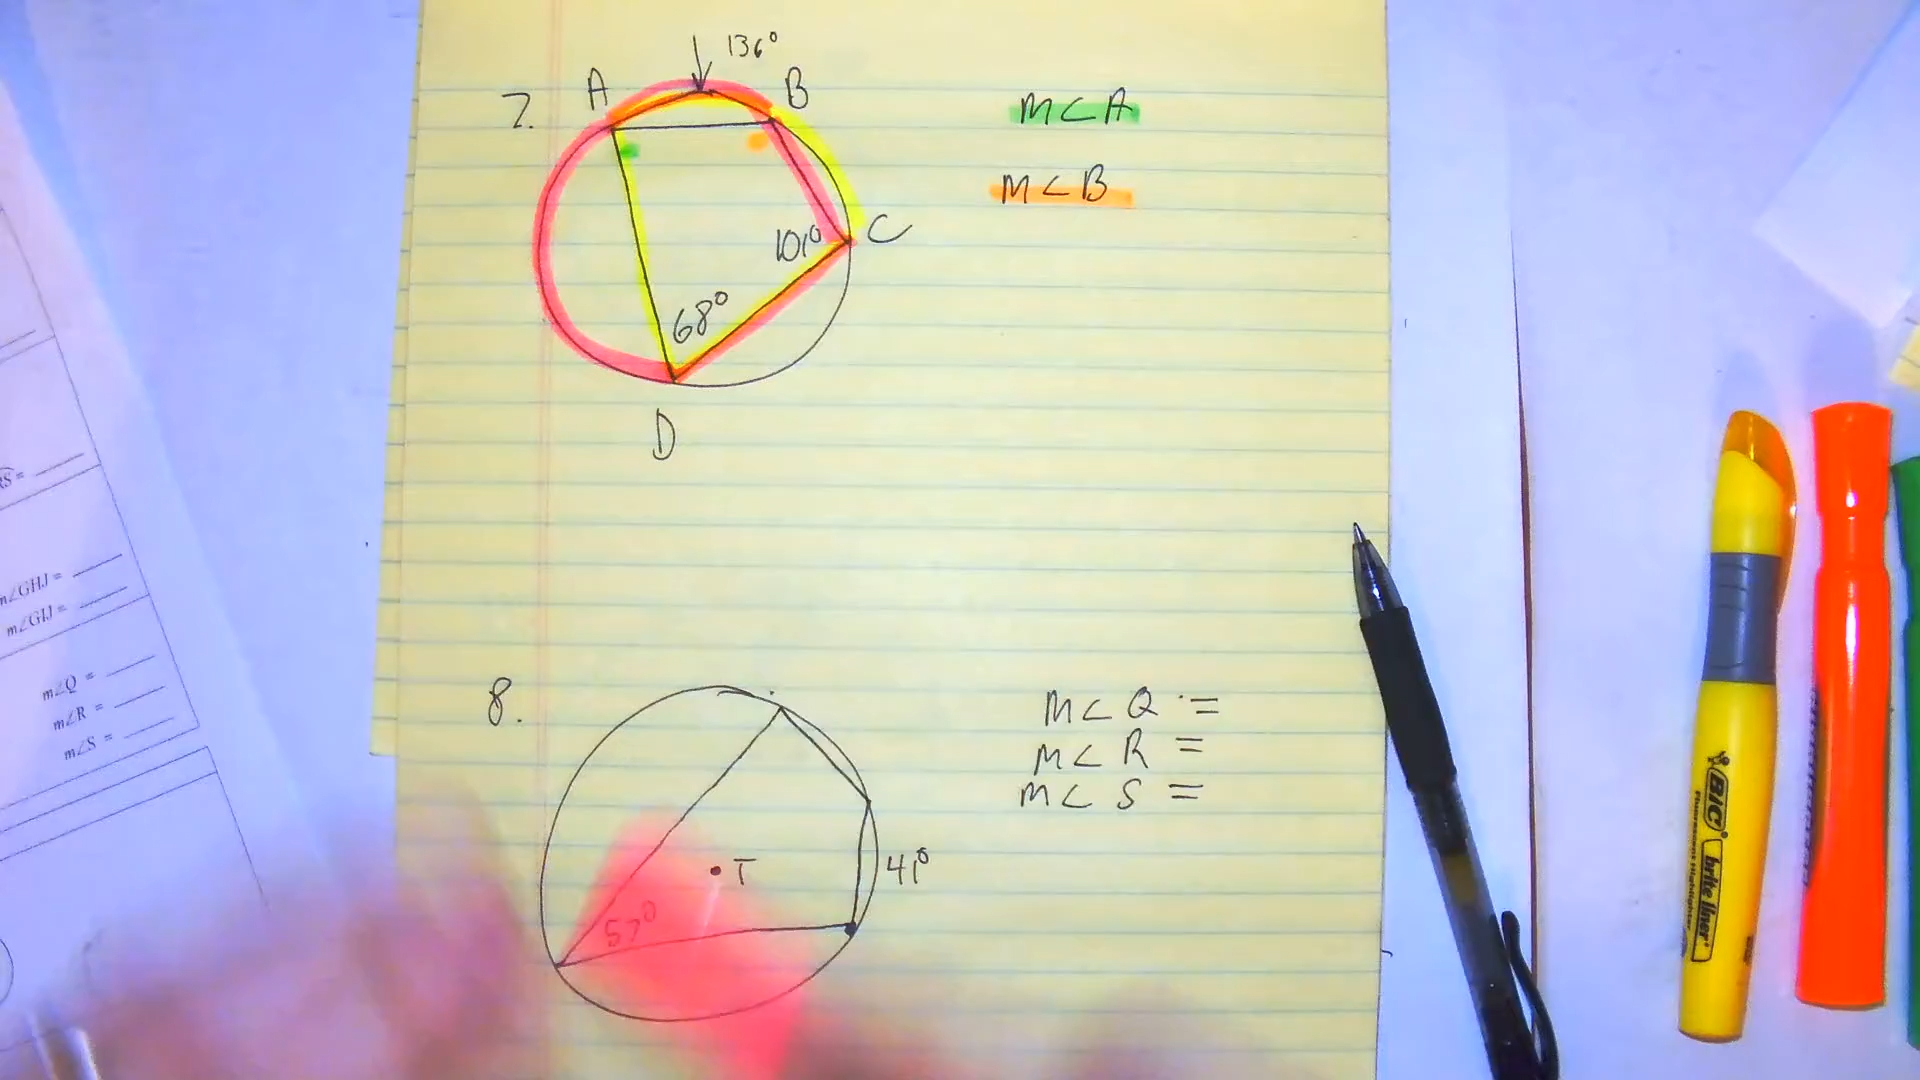 136°
7.
A
B
m<A
m<B
101°
C
68°
D
m∠GHJ =
m∠GIJ =
m∠Q =
m∠R =
m∠S =
8.
m<Q =
m<R =
m<S =
T
41°
57°
BIC
brite liner